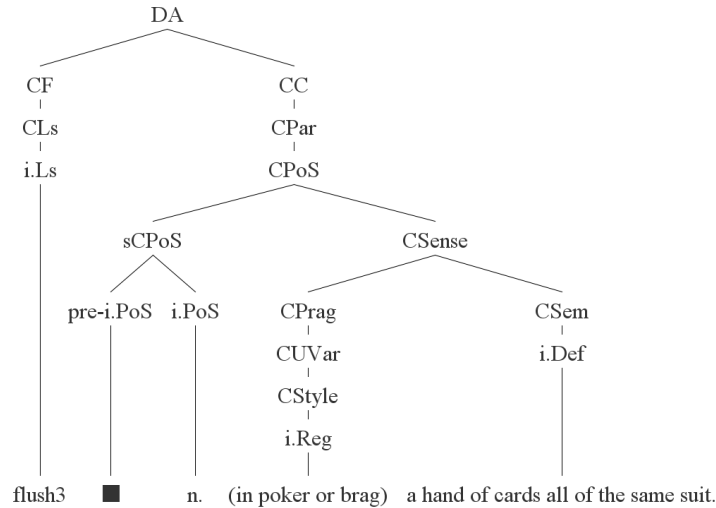 DA
CF CC
CLs CPar
i.Ls CPoS
sCPoS CSense
pre-i.PoS i.PoS CPrag CSem
CUVar i.Def
CStyle
i.Reg
flush3 ■ n. (in poker or brag) a hand of cards all of the same suit.